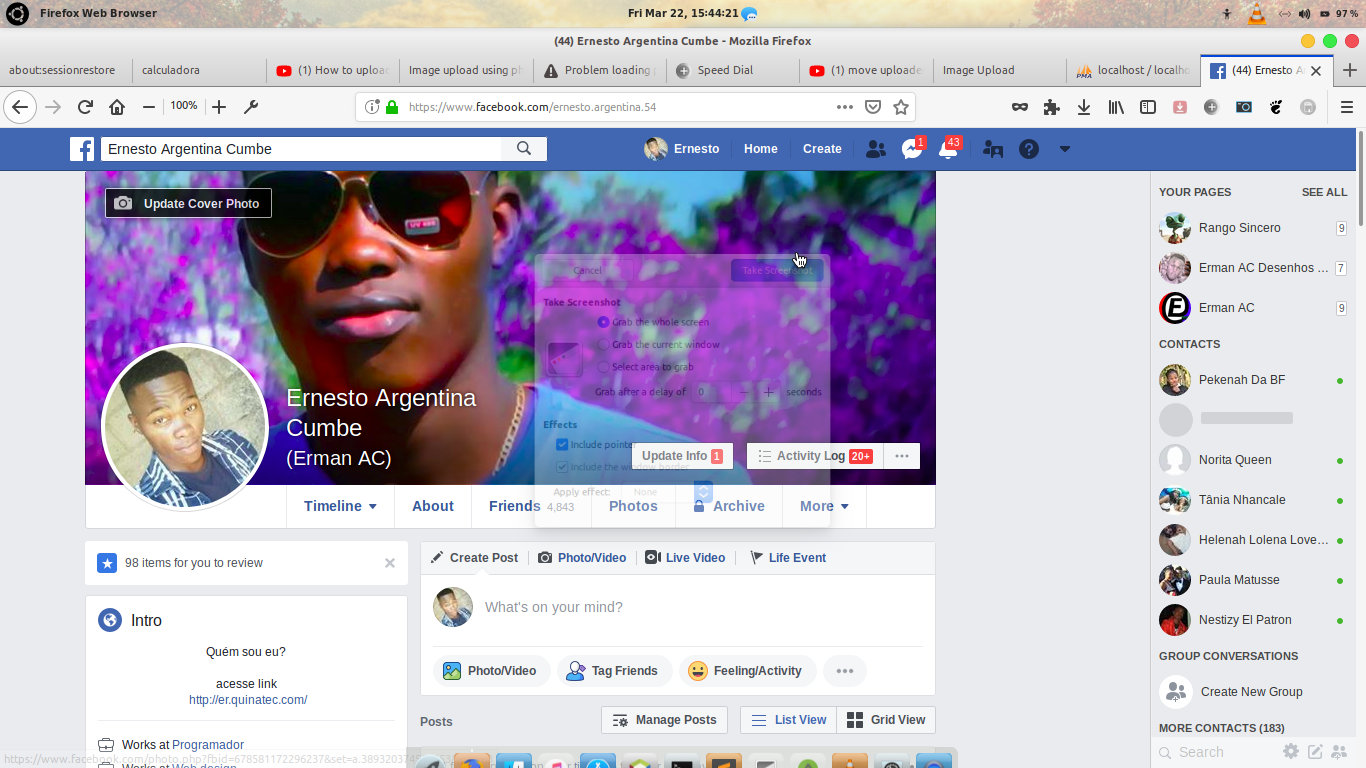 Firefox Web Browser
Fri Mar 22, 15:44:21
97 %
(44) Ernesto Argentina Cumbe - Mozilla Firefox
about:sessionrestore
calculadora
(1) How to uploa
Image upload using ph
Problem loading
Speed Dial
(1) move uploade
Image Upload
localhost / localho
(44) Ernesto A
100%
https://www.facebook.com/ernesto.argentina.54
Ernesto Argentina Cumbe
Ernesto
Home
Create
1
43
Update Cover Photo
UV 400
Cancel
Take Screenshot
Take Screenshot
Grab the whole screen
Grab the current window
Select area to grab
Grab after a delay of 0 seconds
Effects
Include pointer
Include the window border
Apply effect: None
Ernesto Argentina
Cumbe
(Erman AC)
Update Info 1
Activity Log 20+
Timeline
About
Friends 4,843
Photos
Archive
More
98 items for you to review
Intro
Quém sou eu?
acesse link
http://er.quinatec.com/
Works at Programador
Works at Web design
Create Post
Photo/Video
Live Video
Life Event
What's on your mind?
Photo/Video
Tag Friends
Feeling/Activity
Posts
Manage Posts
List View
Grid View
YOUR PAGES
SEE ALL
Rango Sincero 9
Erman AC Desenhos ... 7
Erman AC 9
CONTACTS
Pekenah Da BF
Norita Queen
Tânia Nhancale
Helenah Lolena Love...
Paula Matusse
Nestizy El Patron
GROUP CONVERSATIONS
Create New Group
MORE CONTACTS (183)
Search